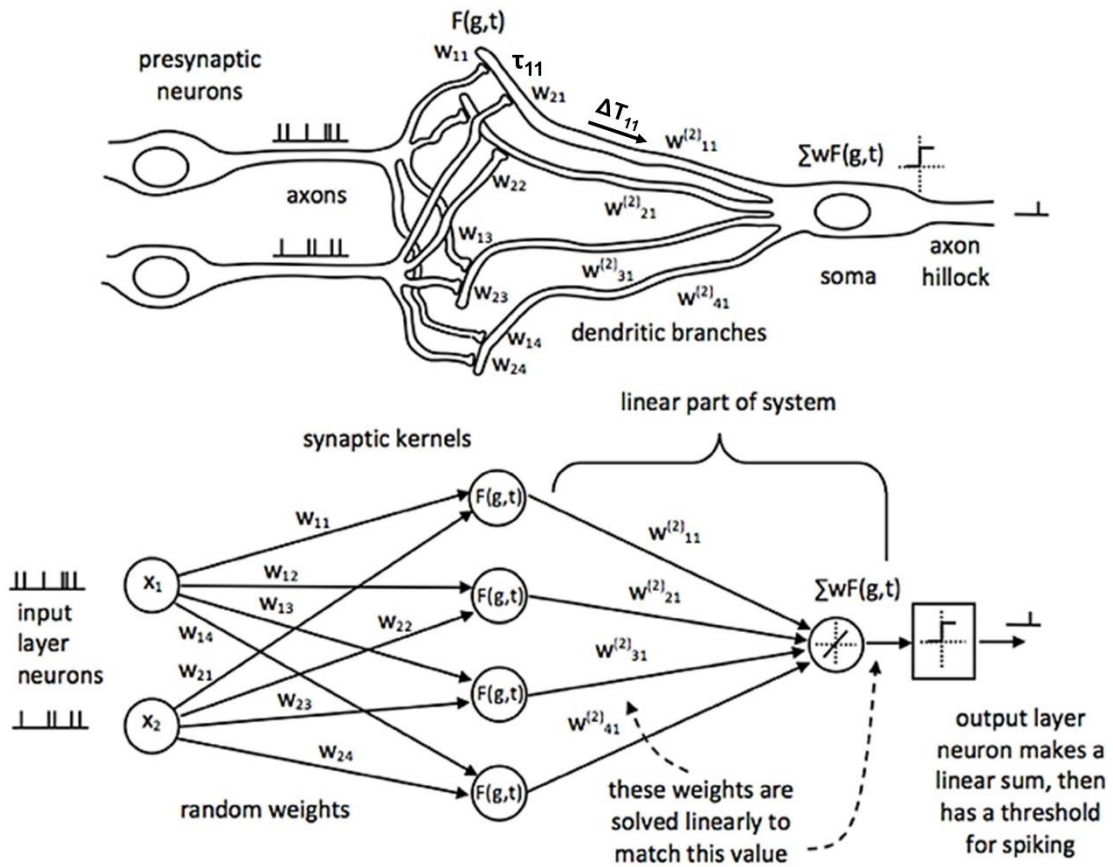 F(g,t)
presynaptic
neurons
axons
w₁₁
τ₁₁
w₂₁
ΔT₁₁
w⁽²⁾₁₁
∑wF(g,t)
w₂₂
w⁽²⁾₂₁
w₁₃
w⁽²⁾₃₁
w₂₃
w⁽²⁾₄₁
w₁₄
w₂₄
dendritic branches
soma
axon
hillock
linear part of system
synaptic kernels
F(g,t)
w₁₁
w⁽²⁾₁₁
X₁
w₁₂
F(g,t)
w⁽²⁾₂₁
∑wF(g,t)
input
layer
neurons
w₁₃
w₁₄
w₂₂
w₂₁
w⁽²⁾₃₁
X₂
w₂₃
F(g,t)
w⁽²⁾₄₁
w₂₄
F(g,t)
random weights
these weights are
solved linearly to
match this value
output layer
neuron makes a
linear sum, then
has a threshold
for spiking